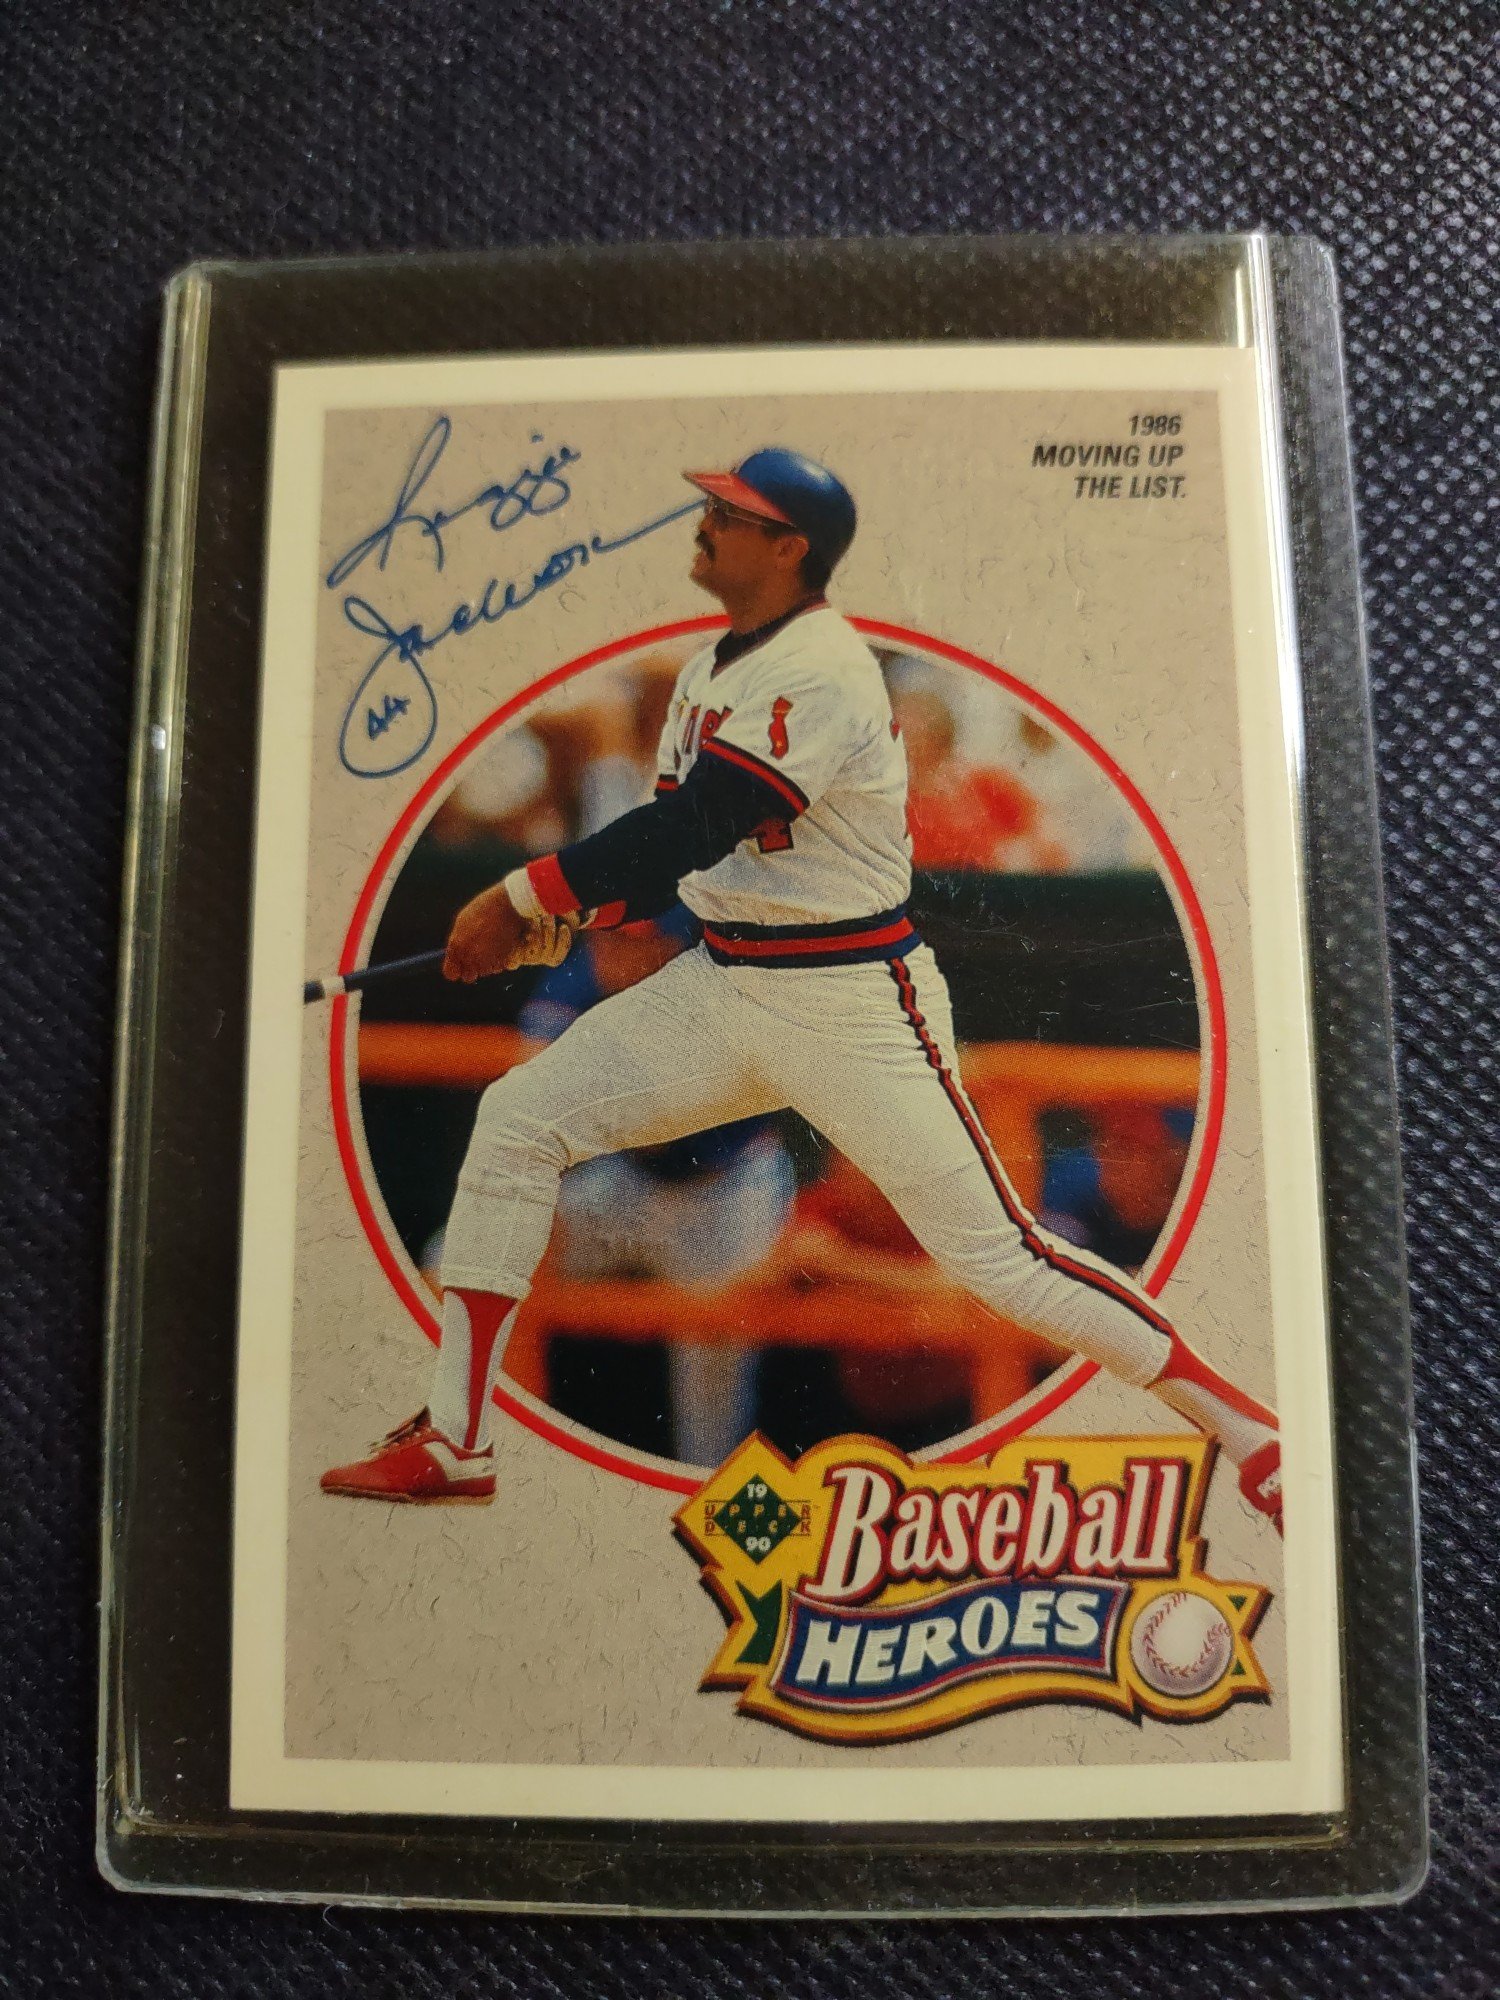 Reggie
Jackson
44
1986
MOVING UP
THE LIST.
19
UPPER
DECK
90
Baseball
HEROES